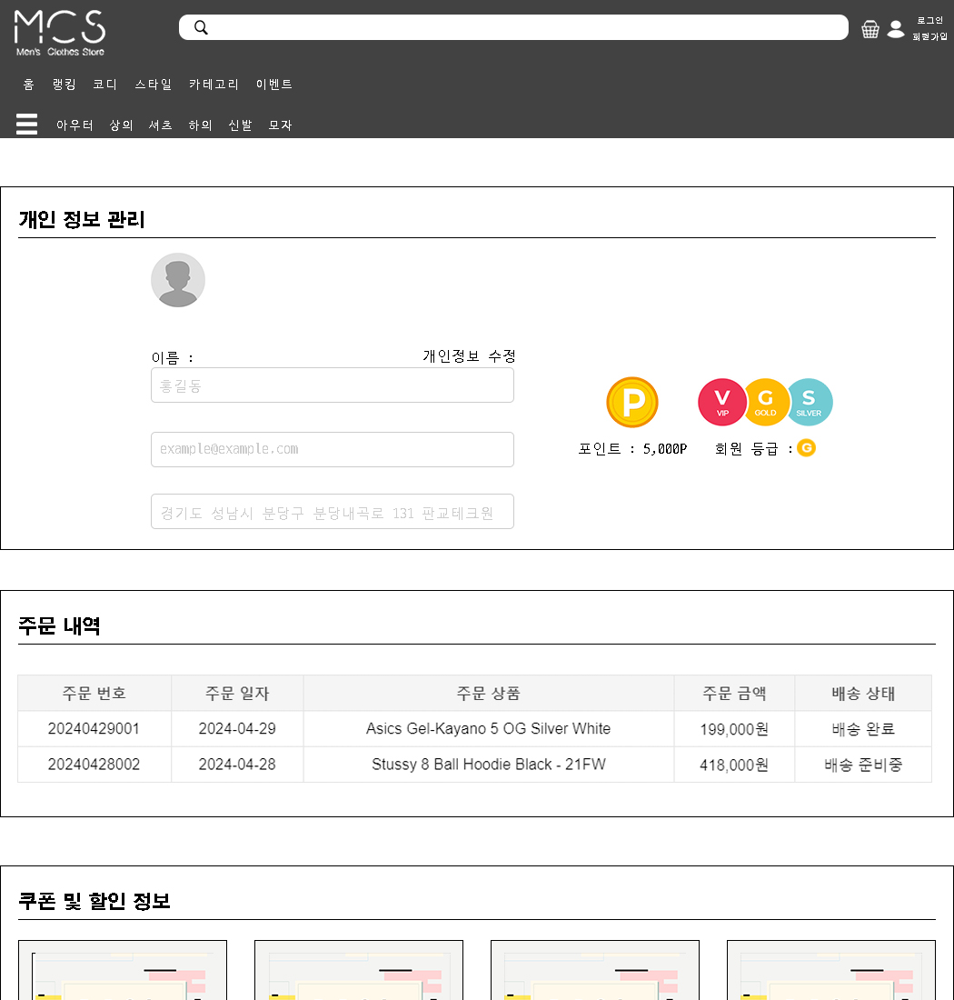 MCS
Men's Clothes Store
로그인
회원가입
홈 랭킹 코디 스타일 카테고리 이벤트
아우터 상의 셔츠 하의 신발 모자
개인 정보 관리
이름 :
개인정보 수정
홍길동
example@example.com
경기도 성남시 분당구 분당내곡로 131 판교테크원
P
V VIP
G GOLD
S SILVER
포인트 : 5,000P
회원 등급 : G
주문 내역
주문 번호 주문 일자 주문 상품 주문 금액 배송 상태
20240429001 2024-04-29 Asics Gel-Kayano 5 OG Silver White 199,000원 배송 완료
20240428002 2024-04-28 Stussy 8 Ball Hoodie Black - 21FW 418,000원 배송 준비중
쿠폰 및 할인 정보